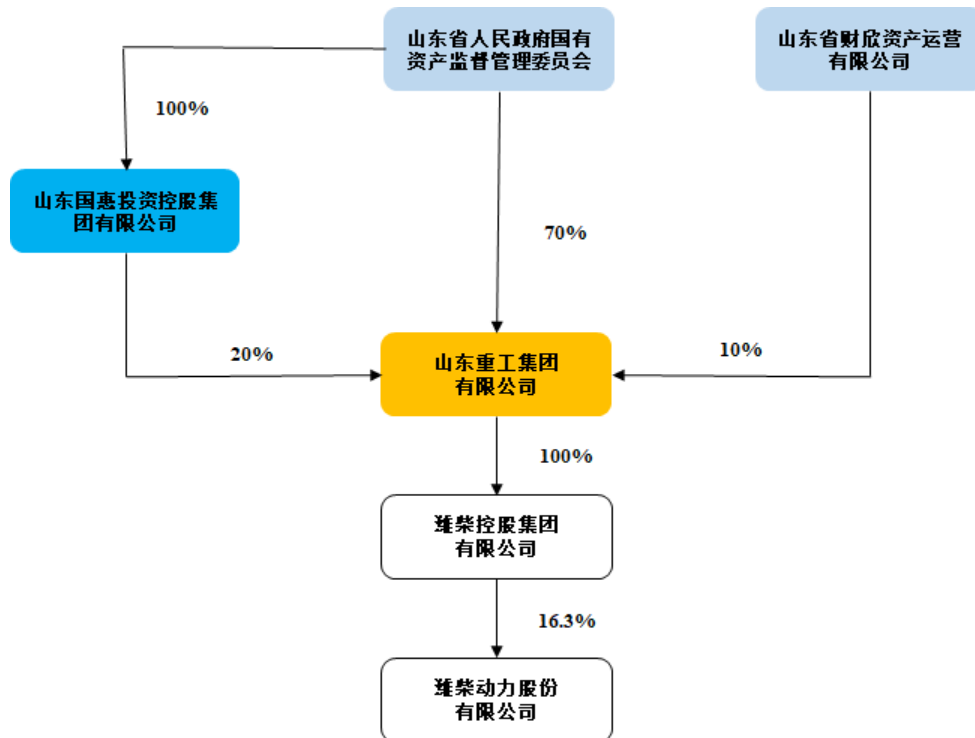 山东省人民政府国有
资产监督管理委员会
山东省财欣资产运营
有限公司
100%
山东国惠投资控股集
团有限公司
70%
20%
山东重工集团
有限公司
10%
100%
潍柴控股集团
有限公司
16.3%
潍柴动力股份
有限公司